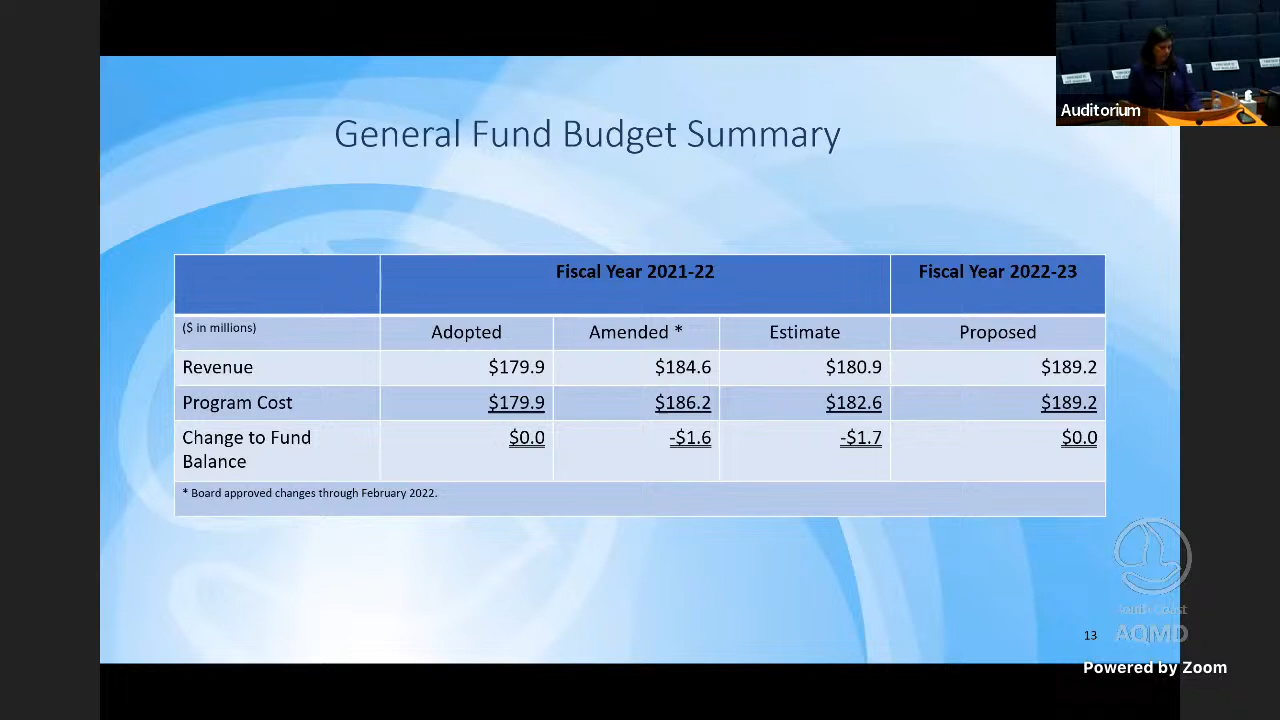 Auditorium
General Fund Budget Summary
Fiscal Year 2021-22 Fiscal Year 2022-23
($ in millions) Adopted Amended * Estimate Proposed
Revenue $179.9 $184.6 $180.9 $189.2
Program Cost $179.9 $186.2 $182.6 $189.2
Change to Fund Balance $0.0 -$1.6 -$1.7 $0.0
* Board approved changes through February 2022.
South Coast
AQMD
13
Powered by Zoom